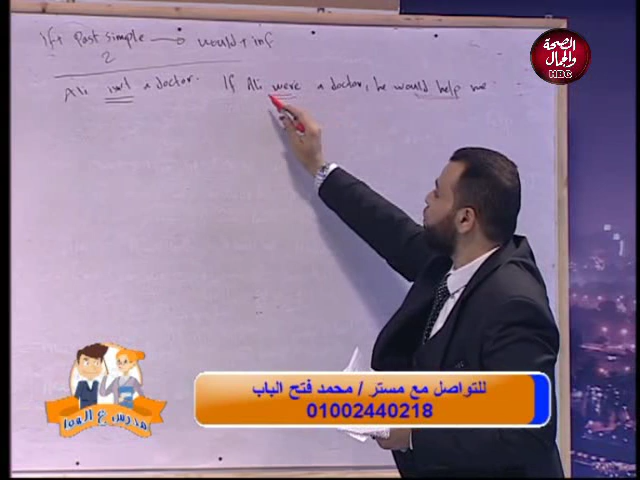 If + Past simple → would + inf
2
Ali isn't a doctor. If Ali were a doctor, he would help me
الصحة
والجمال
HBC
للتواصل مع مستر / محمد فتح الباب
01002440218
مدرس ع الهوا